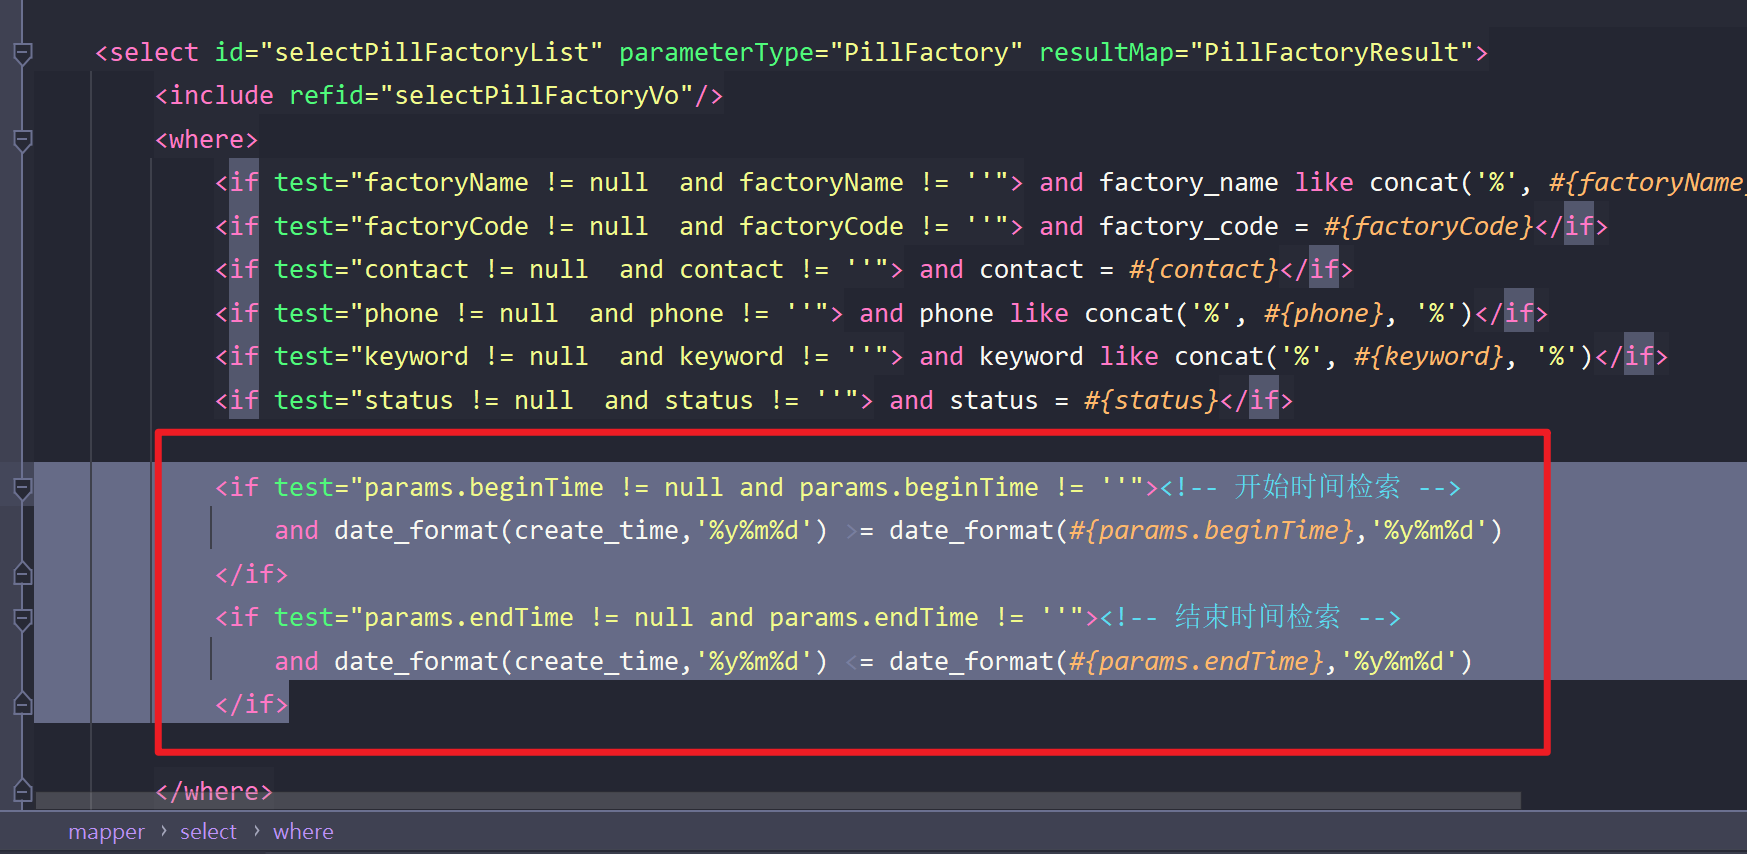 <select id="selectPillFactoryList" parameterType="PillFactory" resultMap="PillFactoryResult">
<include refid="selectPillFactoryVo"/>
<where>
<if test="factoryName != null  and factoryName != ''"> and factory_name like concat('%', #{factoryName
<if test="factoryCode != null  and factoryCode != ''"> and factory_code = #{factoryCode}</if>
<if test="contact != null  and contact != ''"> and contact = #{contact}</if>
<if test="phone != null  and phone != ''"> and phone like concat('%', #{phone}, '%')</if>
<if test="keyword != null  and keyword != ''"> and keyword like concat('%', #{keyword}, '%')</if>
<if test="status != null  and status != ''"> and status = #{status}</if>
<if test="params.beginTime != null and params.beginTime != ''"><!-- 开始时间检索 -->
and date_format(create_time,'%y%m%d') >= date_format(#{params.beginTime},'%y%m%d')
</if>
<if test="params.endTime != null and params.endTime != ''"><!-- 结束时间检索 -->
and date_format(create_time,'%y%m%d') <= date_format(#{params.endTime},'%y%m%d')
</if>
</where>
mapper › select › where